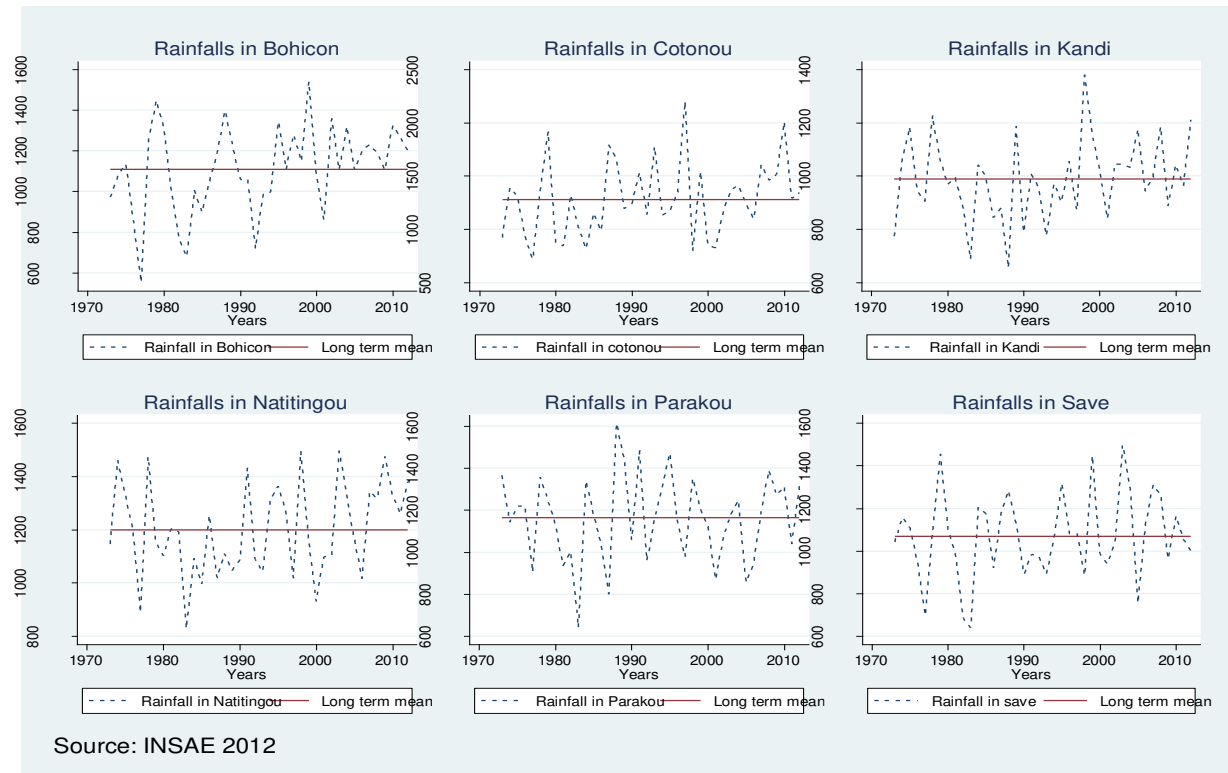 Rainfalls in Bohicon
1600
1400
1200
1000
800
600
1970 1980 1990 2000 2010
Years
Rainfall in Bohicon Long term mean
Rainfalls in Cotonou
2500
2000
1500
1000
500
1970 1980 1990 2000 2010
Years
Rainfall in cotonou Long term mean
Rainfalls in Kandi
1400
1200
1000
800
600
1970 1980 1990 2000 2010
Years
Rainfall in Kandi Long term mean
Rainfalls in Natitingou
1600
1400
1200
1000
800
1970 1980 1990 2000 2010
Years
Rainfall in Natitingou Long term mean
Rainfalls in Parakou
1600
1400
1200
1000
800
600
1970 1980 1990 2000 2010
Years
Rainfall in Parakou Long term mean
Rainfalls in Save
1600
1400
1200
1000
800
600
1970 1980 1990 2000 2010
Years
Rainfall in save Long term mean
Source: INSAE 2012